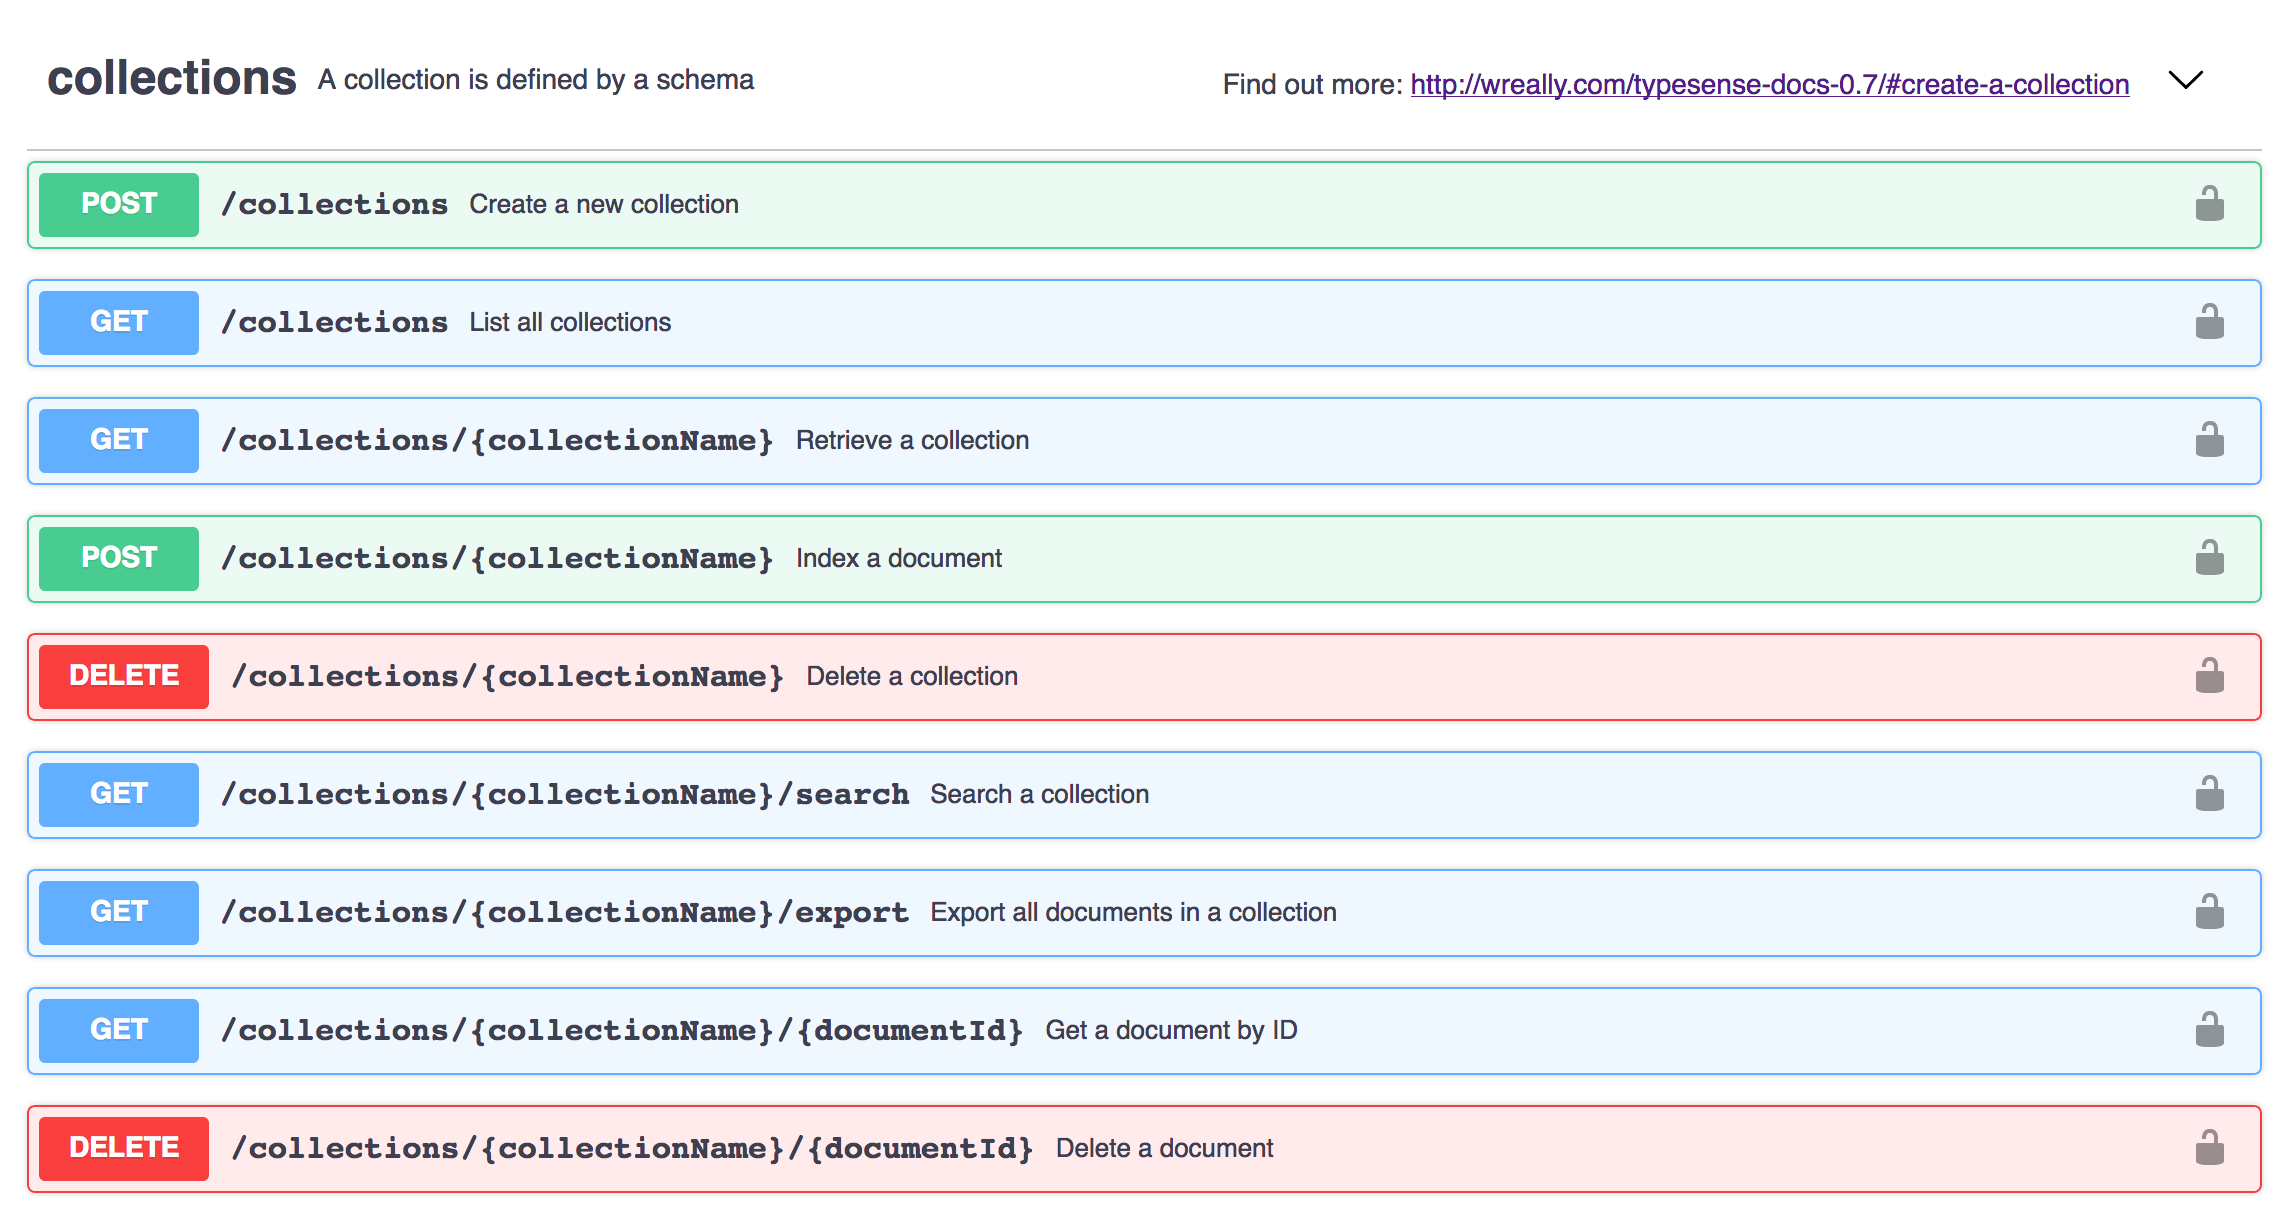 collections A collection is defined by a schema Find out more: http://wreally.com/typesense-docs-0.7/#create-a-collection
POST /collections Create a new collection
GET /collections List all collections
GET /collections/{collectionName} Retrieve a collection
POST /collections/{collectionName} Index a document
DELETE /collections/{collectionName} Delete a collection
GET /collections/{collectionName}/search Search a collection
GET /collections/{collectionName}/export Export all documents in a collection
GET /collections/{collectionName}/{documentId} Get a document by ID
DELETE /collections/{collectionName}/{documentId} Delete a document